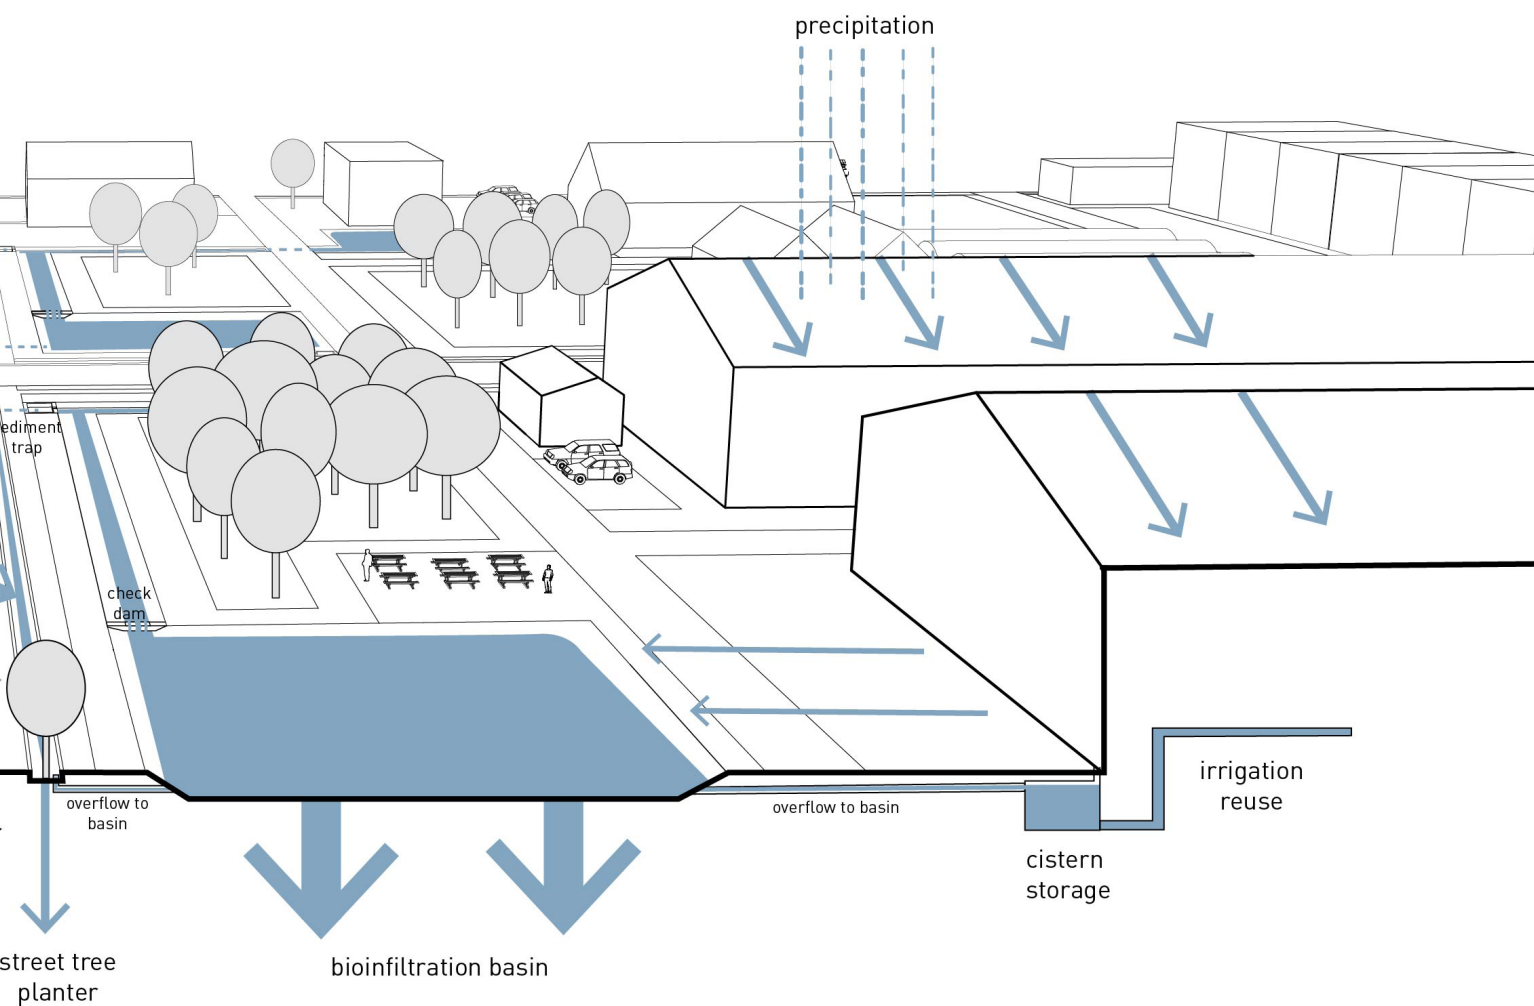 precipitation
ediment
trap
check
dam
overflow to
basin
overflow to basin
irrigation
reuse
cistern
storage
street tree
planter
bioinfiltration basin